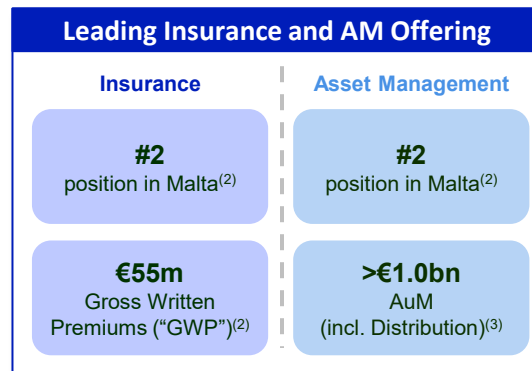 Leading Insurance and AM Offering
Insurance
#2
position in Malta(2)
€55m
Gross Written
Premiums (“GWP”)(2)
Asset Management
#2
position in Malta(2)
>€1.0bn
AuM
(incl. Distribution)(3)